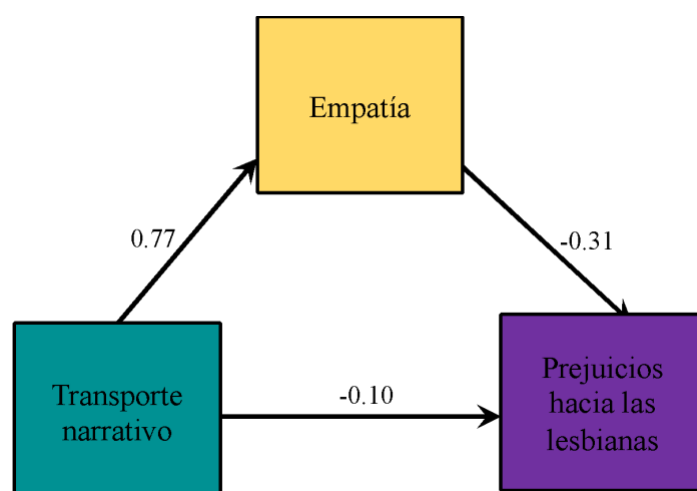 Empatía
0.77
-0.31
Transporte
narrativo
-0.10
Prejuicios
hacia las
lesbianas